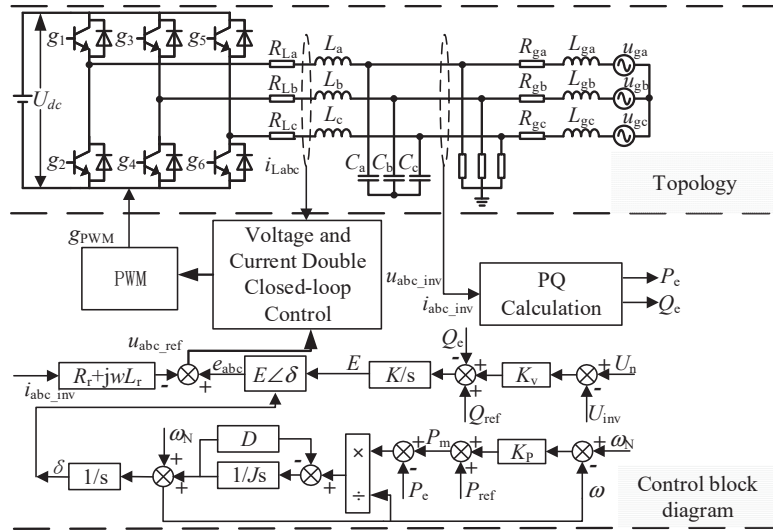 g1 g3 g5
Udc
g2 g4 g6
RLa La
RLb Lb
RLc Lc
iLabc
Ca Cb Cc
Rga Lga uga
Rgb Lgb ugb
Rgc Lgc ugc
Topology
gPWM
PWM
Voltage and
Current Double
Closed-loop
Control
uabc_inv
iabc_inv
PQ
Calculation
Pe
Qe
uabc_ref
iabc_inv
Rr+jwLr
- +
eabc
E∠δ
E
K/s
Qe
- + +
Qref
Kv
+ Un
-
Uinv
ωN
δ
1/s
+ + +
D
1/Js
- +
×
÷
Pm
+ -
Pe
+ +
Pref
KP
+ ωN
-
ω
Control block
diagram